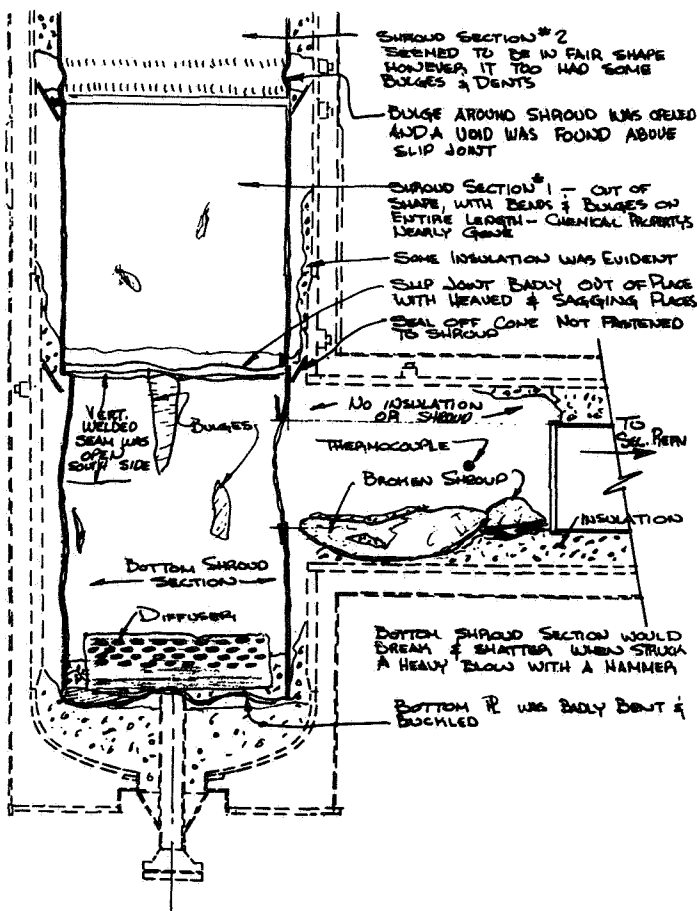 SHROUD SECTION #2
SEEMED TO BE IN FAIR SHAPE
HOWEVER, IT TOO HAD SOME
BULGES & DENTS
BULGE AROUND SHROUD WAS OPENED
AND A VOID WAS FOUND ABOVE
SLIP JOINT
SHROUD SECTION #1 - OUT OF
SHAPE, WITH BENDS & BULGES ON
ENTIRE LENGTH - CHEMICAL PROPERTYS
NEARLY GONE
SOME INSULATION WAS EVIDENT
SLIP JOINT BADLY OUT OF PLACE
WITH HEAVED & SAGGING PLACES
SEAL OFF CONE NOT FASTENED
TO SHROUD
VERT.
WELDED
SEAM WAS
OPEN
SOUTH SIDE
BULGES
NO INSULATION
OR SHROUD
THERMOCOUPLE
BROKEN SHROUD
TO
SEC. REFN
INSULATION
BOTTOM SHROUD
SECTION
DIFFUSER
BOTTOM SHROUD SECTION WOULD
BREAK & SHATTER WHEN STRUCK
A HEAVY BLOW WITH A HAMMER
BOTTOM PL WAS BADLY BENT &
BUCKLED